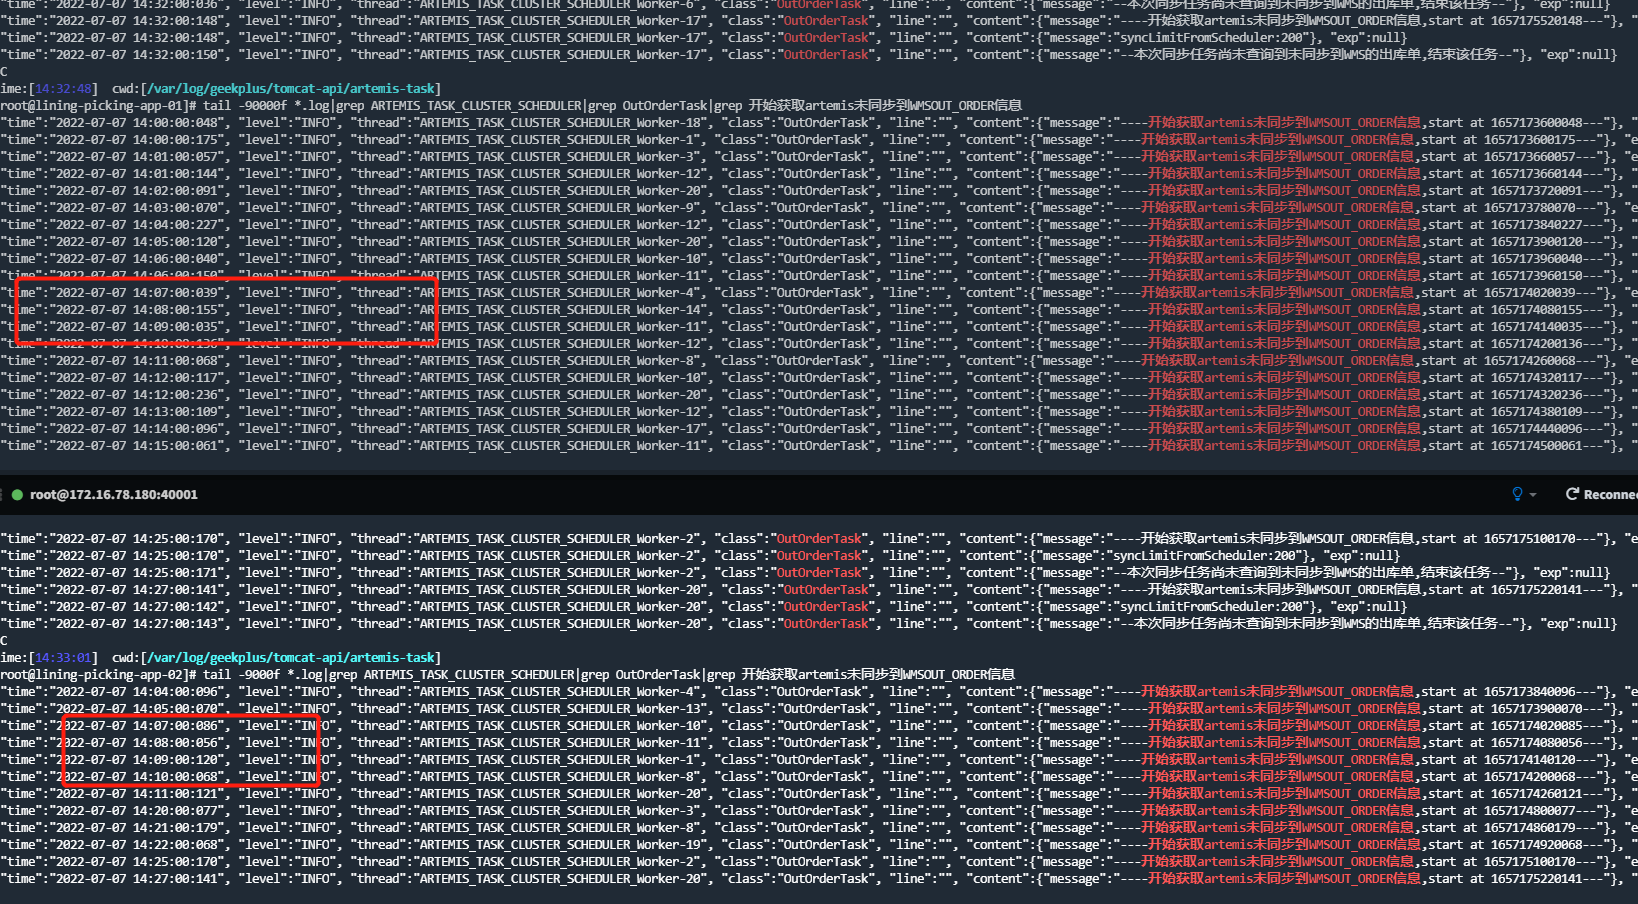 "time":"2022-07-07 14:32:00:036", "level":"INFO", "thread":"ARTEMIS_TASK_CLUSTER_SCHEDULER_Worker-6", "class":"OutOrderTask", "line":"", "content":{"message":"--本次同步任务尚未查询到未同步到WMS的出库单,结束该任务--"}, "exp":null}
"time":"2022-07-07 14:32:00:148", "level":"INFO", "thread":"ARTEMIS_TASK_CLUSTER_SCHEDULER_Worker-17", "class":"OutOrderTask", "line":"", "content":{"message":"----开始获取artemis未同步到WMSOUT_ORDER信息,start at 1657175520148---"}, "exp":null}
"time":"2022-07-07 14:32:00:148", "level":"INFO", "thread":"ARTEMIS_TASK_CLUSTER_SCHEDULER_Worker-17", "class":"OutOrderTask", "line":"", "content":{"message":"syncLimitFromScheduler:200"}, "exp":null}
"time":"2022-07-07 14:32:00:150", "level":"INFO", "thread":"ARTEMIS_TASK_CLUSTER_SCHEDULER_Worker-17", "class":"OutOrderTask", "line":"", "content":{"message":"--本次同步任务尚未查询到未同步到WMS的出库单,结束该任务--"}, "exp":null}
C
ime:[14:32:48] cwd:[/var/log/geekplus/tomcat-api/artemis-task]
root@lining-picking-app-01]# tail -90000f *.log|grep ARTEMIS_TASK_CLUSTER_SCHEDULER|grep OutOrderTask|grep 开始获取artemis未同步到WMSOUT_ORDER信息
"time":"2022-07-07 14:00:00:048", "level":"INFO", "thread":"ARTEMIS_TASK_CLUSTER_SCHEDULER_Worker-18", "class":"OutOrderTask", "line":"", "content":{"message":"----开始获取artemis未同步到WMSOUT_ORDER信息,start at 1657173600048---"}, "
"time":"2022-07-07 14:00:00:175", "level":"INFO", "thread":"ARTEMIS_TASK_CLUSTER_SCHEDULER_Worker-1", "class":"OutOrderTask", "line":"", "content":{"message":"----开始获取artemis未同步到WMSOUT_ORDER信息,start at 1657173600175---"}, "e
"time":"2022-07-07 14:01:00:057", "level":"INFO", "thread":"ARTEMIS_TASK_CLUSTER_SCHEDULER_Worker-3", "class":"OutOrderTask", "line":"", "content":{"message":"----开始获取artemis未同步到WMSOUT_ORDER信息,start at 1657173660057---"}, "e
"time":"2022-07-07 14:01:00:144", "level":"INFO", "thread":"ARTEMIS_TASK_CLUSTER_SCHEDULER_Worker-12", "class":"OutOrderTask", "line":"", "content":{"message":"----开始获取artemis未同步到WMSOUT_ORDER信息,start at 1657173660144---"}, "
"time":"2022-07-07 14:02:00:091", "level":"INFO", "thread":"ARTEMIS_TASK_CLUSTER_SCHEDULER_Worker-20", "class":"OutOrderTask", "line":"", "content":{"message":"----开始获取artemis未同步到WMSOUT_ORDER信息,start at 1657173720091---"}, "
"time":"2022-07-07 14:03:00:070", "level":"INFO", "thread":"ARTEMIS_TASK_CLUSTER_SCHEDULER_Worker-9", "class":"OutOrderTask", "line":"", "content":{"message":"----开始获取artemis未同步到WMSOUT_ORDER信息,start at 1657173780070---"}, "e
"time":"2022-07-07 14:04:00:227", "level":"INFO", "thread":"ARTEMIS_TASK_CLUSTER_SCHEDULER_Worker-12", "class":"OutOrderTask", "line":"", "content":{"message":"----开始获取artemis未同步到WMSOUT_ORDER信息,start at 1657173840227---"}, "
"time":"2022-07-07 14:05:00:120", "level":"INFO", "thread":"ARTEMIS_TASK_CLUSTER_SCHEDULER_Worker-20", "class":"OutOrderTask", "line":"", "content":{"message":"----开始获取artemis未同步到WMSOUT_ORDER信息,start at 1657173900120---"}, "
"time":"2022-07-07 14:06:00:040", "level":"INFO", "thread":"ARTEMIS_TASK_CLUSTER_SCHEDULER_Worker-10", "class":"OutOrderTask", "line":"", "content":{"message":"----开始获取artemis未同步到WMSOUT_ORDER信息,start at 1657173960040---"}, "
"time":"2022-07-07 14:06:00:150", "level":"INFO", "thread":"ARTEMIS_TASK_CLUSTER_SCHEDULER_Worker-11", "class":"OutOrderTask", "line":"", "content":{"message":"----开始获取artemis未同步到WMSOUT_ORDER信息,start at 1657173960150---"}, "
"time":"2022-07-07 14:07:00:039", "level":"INFO", "thread":"ARTEMIS_TASK_CLUSTER_SCHEDULER_Worker-4", "class":"OutOrderTask", "line":"", "content":{"message":"----开始获取artemis未同步到WMSOUT_ORDER信息,start at 1657174020039---"}, "e
"time":"2022-07-07 14:08:00:155", "level":"INFO", "thread":"ARTEMIS_TASK_CLUSTER_SCHEDULER_Worker-14", "class":"OutOrderTask", "line":"", "content":{"message":"----开始获取artemis未同步到WMSOUT_ORDER信息,start at 1657174080155---"}, "
"time":"2022-07-07 14:09:00:035", "level":"INFO", "thread":"ARTEMIS_TASK_CLUSTER_SCHEDULER_Worker-11", "class":"OutOrderTask", "line":"", "content":{"message":"----开始获取artemis未同步到WMSOUT_ORDER信息,start at 1657174140035---"}, "
"time":"2022-07-07 14:10:00:136", "level":"INFO", "thread":"ARTEMIS_TASK_CLUSTER_SCHEDULER_Worker-12", "class":"OutOrderTask", "line":"", "content":{"message":"----开始获取artemis未同步到WMSOUT_ORDER信息,start at 1657174200136---"}, "
"time":"2022-07-07 14:11:00:068", "level":"INFO", "thread":"ARTEMIS_TASK_CLUSTER_SCHEDULER_Worker-8", "class":"OutOrderTask", "line":"", "content":{"message":"----开始获取artemis未同步到WMSOUT_ORDER信息,start at 1657174260068---"}, "e
"time":"2022-07-07 14:12:00:117", "level":"INFO", "thread":"ARTEMIS_TASK_CLUSTER_SCHEDULER_Worker-10", "class":"OutOrderTask", "line":"", "content":{"message":"----开始获取artemis未同步到WMSOUT_ORDER信息,start at 1657174320117---"}, "
"time":"2022-07-07 14:12:00:236", "level":"INFO", "thread":"ARTEMIS_TASK_CLUSTER_SCHEDULER_Worker-20", "class":"OutOrderTask", "line":"", "content":{"message":"----开始获取artemis未同步到WMSOUT_ORDER信息,start at 1657174320236---"}, "
"time":"2022-07-07 14:13:00:109", "level":"INFO", "thread":"ARTEMIS_TASK_CLUSTER_SCHEDULER_Worker-12", "class":"OutOrderTask", "line":"", "content":{"message":"----开始获取artemis未同步到WMSOUT_ORDER信息,start at 1657174380109---"}, "
"time":"2022-07-07 14:14:00:096", "level":"INFO", "thread":"ARTEMIS_TASK_CLUSTER_SCHEDULER_Worker-17", "class":"OutOrderTask", "line":"", "content":{"message":"----开始获取artemis未同步到WMSOUT_ORDER信息,start at 1657174440096---"}, "
"time":"2022-07-07 14:15:00:061", "level":"INFO", "thread":"ARTEMIS_TASK_CLUSTER_SCHEDULER_Worker-11", "class":"OutOrderTask", "line":"", "content":{"message":"----开始获取artemis未同步到WMSOUT_ORDER信息,start at 1657174500061---"}, "
root@172.16.78.180:40001 Reconne
"time":"2022-07-07 14:25:00:170", "level":"INFO", "thread":"ARTEMIS_TASK_CLUSTER_SCHEDULER_Worker-2", "class":"OutOrderTask", "line":"", "content":{"message":"----开始获取artemis未同步到WMSOUT_ORDER信息,start at 1657175100170---"}, "e
"time":"2022-07-07 14:25:00:170", "level":"INFO", "thread":"ARTEMIS_TASK_CLUSTER_SCHEDULER_Worker-2", "class":"OutOrderTask", "line":"", "content":{"message":"syncLimitFromScheduler:200"}, "exp":null}
"time":"2022-07-07 14:25:00:171", "level":"INFO", "thread":"ARTEMIS_TASK_CLUSTER_SCHEDULER_Worker-2", "class":"OutOrderTask", "line":"", "content":{"message":"--本次同步任务尚未查询到未同步到WMS的出库单,结束该任务--"}, "exp":null}
"time":"2022-07-07 14:27:00:141", "level":"INFO", "thread":"ARTEMIS_TASK_CLUSTER_SCHEDULER_Worker-20", "class":"OutOrderTask", "line":"", "content":{"message":"----开始获取artemis未同步到WMSOUT_ORDER信息,start at 1657175220141---"}, "
"time":"2022-07-07 14:27:00:142", "level":"INFO", "thread":"ARTEMIS_TASK_CLUSTER_SCHEDULER_Worker-20", "class":"OutOrderTask", "line":"", "content":{"message":"syncLimitFromScheduler:200"}, "exp":null}
"time":"2022-07-07 14:27:00:143", "level":"INFO", "thread":"ARTEMIS_TASK_CLUSTER_SCHEDULER_Worker-20", "class":"OutOrderTask", "line":"", "content":{"message":"--本次同步任务尚未查询到未同步到WMS的出库单,结束该任务--"}, "exp":null}
C
ime:[14:33:01] cwd:[/var/log/geekplus/tomcat-api/artemis-task]
root@lining-picking-app-02]# tail -9000f *.log|grep ARTEMIS_TASK_CLUSTER_SCHEDULER|grep OutOrderTask|grep 开始获取artemis未同步到WMSOUT_ORDER信息
"time":"2022-07-07 14:04:00:096", "level":"INFO", "thread":"ARTEMIS_TASK_CLUSTER_SCHEDULER_Worker-4", "class":"OutOrderTask", "line":"", "content":{"message":"----开始获取artemis未同步到WMSOUT_ORDER信息,start at 1657173840096---"}, "e
"time":"2022-07-07 14:05:00:070", "level":"INFO", "thread":"ARTEMIS_TASK_CLUSTER_SCHEDULER_Worker-13", "class":"OutOrderTask", "line":"", "content":{"message":"----开始获取artemis未同步到WMSOUT_ORDER信息,start at 1657173900070---"}, "
"time":"2022-07-07 14:07:00:086", "level":"INFO", "thread":"ARTEMIS_TASK_CLUSTER_SCHEDULER_Worker-10", "class":"OutOrderTask", "line":"", "content":{"message":"----开始获取artemis未同步到WMSOUT_ORDER信息,start at 1657174020085---"}, "
"time":"2022-07-07 14:08:00:056", "level":"INFO", "thread":"ARTEMIS_TASK_CLUSTER_SCHEDULER_Worker-11", "class":"OutOrderTask", "line":"", "content":{"message":"----开始获取artemis未同步到WMSOUT_ORDER信息,start at 1657174080056---"}, "
"time":"2022-07-07 14:09:00:120", "level":"INFO", "thread":"ARTEMIS_TASK_CLUSTER_SCHEDULER_Worker-1", "class":"OutOrderTask", "line":"", "content":{"message":"----开始获取artemis未同步到WMSOUT_ORDER信息,start at 1657174140120---"}, "e
"time":"2022-07-07 14:10:00:068", "level":"INFO", "thread":"ARTEMIS_TASK_CLUSTER_SCHEDULER_Worker-8", "class":"OutOrderTask", "line":"", "content":{"message":"----开始获取artemis未同步到WMSOUT_ORDER信息,start at 1657174200068---"}, "e
"time":"2022-07-07 14:11:00:121", "level":"INFO", "thread":"ARTEMIS_TASK_CLUSTER_SCHEDULER_Worker-20", "class":"OutOrderTask", "line":"", "content":{"message":"----开始获取artemis未同步到WMSOUT_ORDER信息,start at 1657174260121---"}, "
"time":"2022-07-07 14:20:00:077", "level":"INFO", "thread":"ARTEMIS_TASK_CLUSTER_SCHEDULER_Worker-3", "class":"OutOrderTask", "line":"", "content":{"message":"----开始获取artemis未同步到WMSOUT_ORDER信息,start at 1657174800077---"}, "e
"time":"2022-07-07 14:21:00:179", "level":"INFO", "thread":"ARTEMIS_TASK_CLUSTER_SCHEDULER_Worker-8", "class":"OutOrderTask", "line":"", "content":{"message":"----开始获取artemis未同步到WMSOUT_ORDER信息,start at 1657174860179---"}, "e
"time":"2022-07-07 14:22:00:068", "level":"INFO", "thread":"ARTEMIS_TASK_CLUSTER_SCHEDULER_Worker-19", "class":"OutOrderTask", "line":"", "content":{"message":"----开始获取artemis未同步到WMSOUT_ORDER信息,start at 1657174920068---"}, "
"time":"2022-07-07 14:25:00:170", "level":"INFO", "thread":"ARTEMIS_TASK_CLUSTER_SCHEDULER_Worker-2", "class":"OutOrderTask", "line":"", "content":{"message":"----开始获取artemis未同步到WMSOUT_ORDER信息,start at 1657175100170---"}, "e
"time":"2022-07-07 14:27:00:141", "level":"INFO", "thread":"ARTEMIS_TASK_CLUSTER_SCHEDULER_Worker-20", "class":"OutOrderTask", "line":"", "content":{"message":"----开始获取artemis未同步到WMSOUT_ORDER信息,start at 1657175220141---"}, "